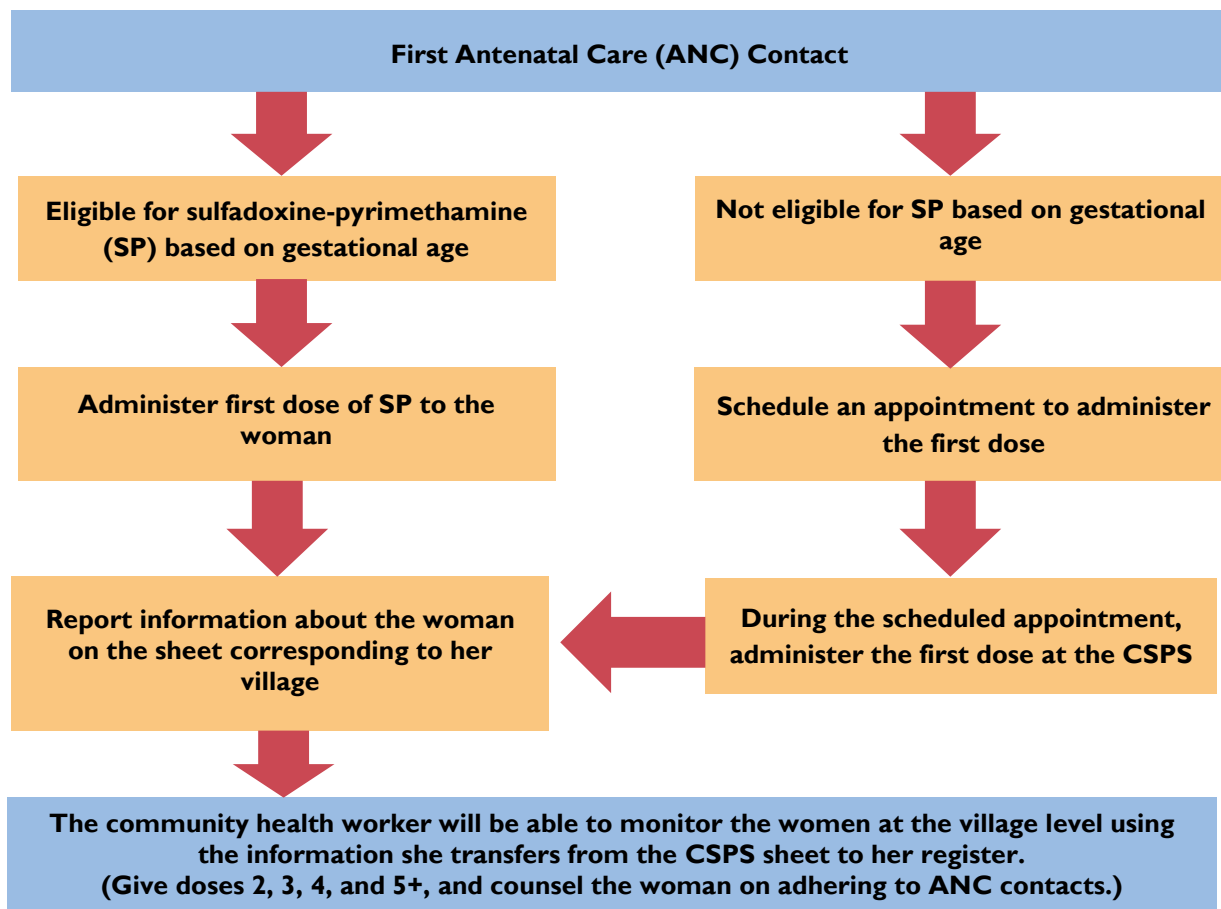 First Antenatal Care (ANC) Contact
Eligible for sulfadoxine-pyrimethamine
(SP) based on gestational age
Not eligible for SP based on gestational
age
Administer first dose of SP to the
woman
Schedule an appointment to administer
the first dose
Report information about the woman
on the sheet corresponding to her
village
During the scheduled appointment,
administer the first dose at the CSPS
The community health worker will be able to monitor the women at the village level using
the information she transfers from the CSPS sheet to her register.
(Give doses 2, 3, 4, and 5+, and counsel the woman on adhering to ANC contacts.)